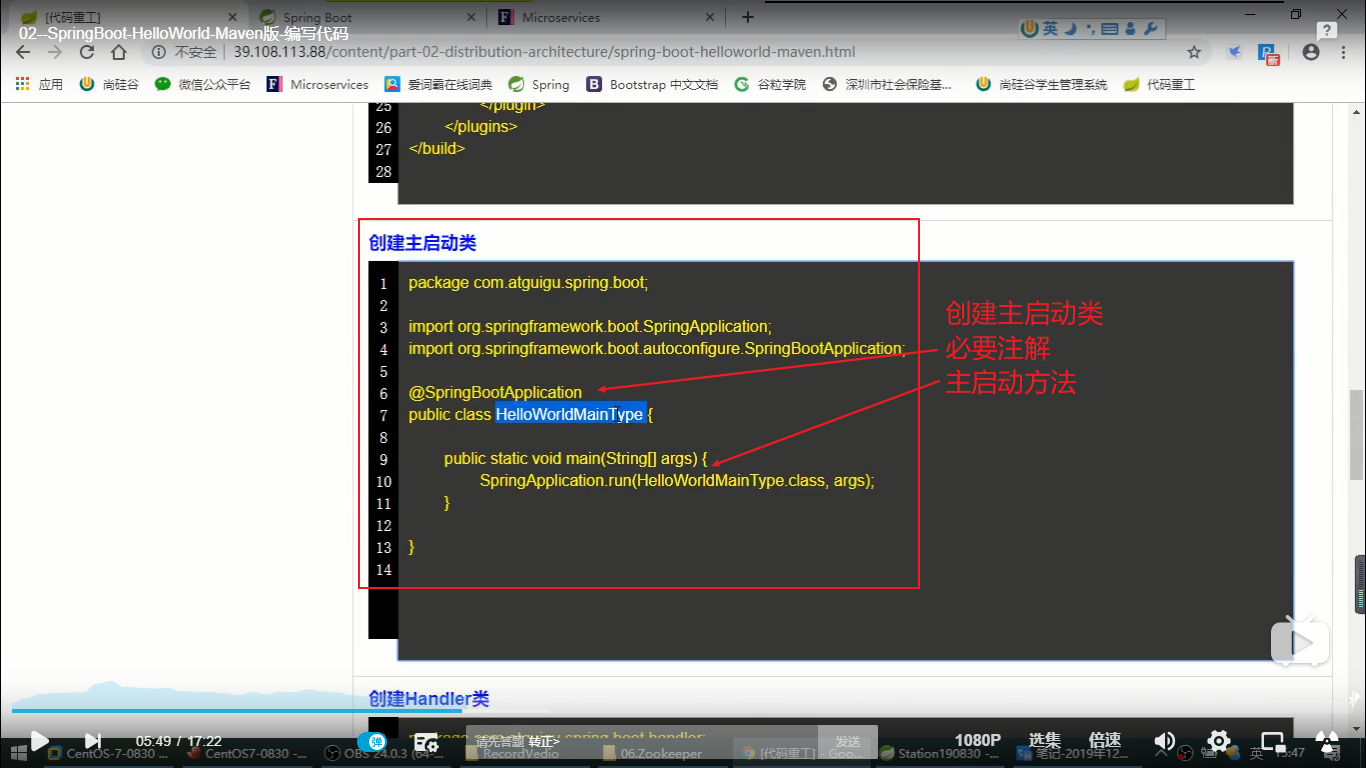 [代码重工]
Spring Boot
Microservices
英
02--SpringBoot-HelloWorld-Maven版-编写代码
不安全
39.108.113.88/content/part-02-distribution-architecture/spring-boot-helloworld-maven.html
新
应用
尚硅谷
微信公众平台
Microservices
爱词霸在线词典
Spring
Bootstrap 中文文档
谷粒学院
深圳市社会保险基...
尚硅谷学生管理系统
代码重工
25 </plugin>
26 </plugins>
27 </build>
28
创建主启动类
1 package com.atguigu.spring.boot;
2
3 import org.springframework.boot.SpringApplication;
4 import org.springframework.boot.autoconfigure.SpringBootApplication;
5
6 @SpringBootApplication
7 public class HelloWorldMainType {
8
9 public static void main(String[] args) {
10 SpringApplication.run(HelloWorldMainType.class, args);
11 }
12
13 }
14
创建主启动类
必要注解
主启动方法
创建Handler类
package com.atguigu.spring.boot.handler;
05:49 / 17:22
弹
请先答题 转正>
发送
1080P
选集
倍速
CentOS-7-0830 -...
CentOS7-0830 -...
OBS 24.0.3 (64-...
RecordVedio
06.Zookeeper
[代码重工] - Goo...
Station190830 -...
笔记-2019年12...
英
15:47